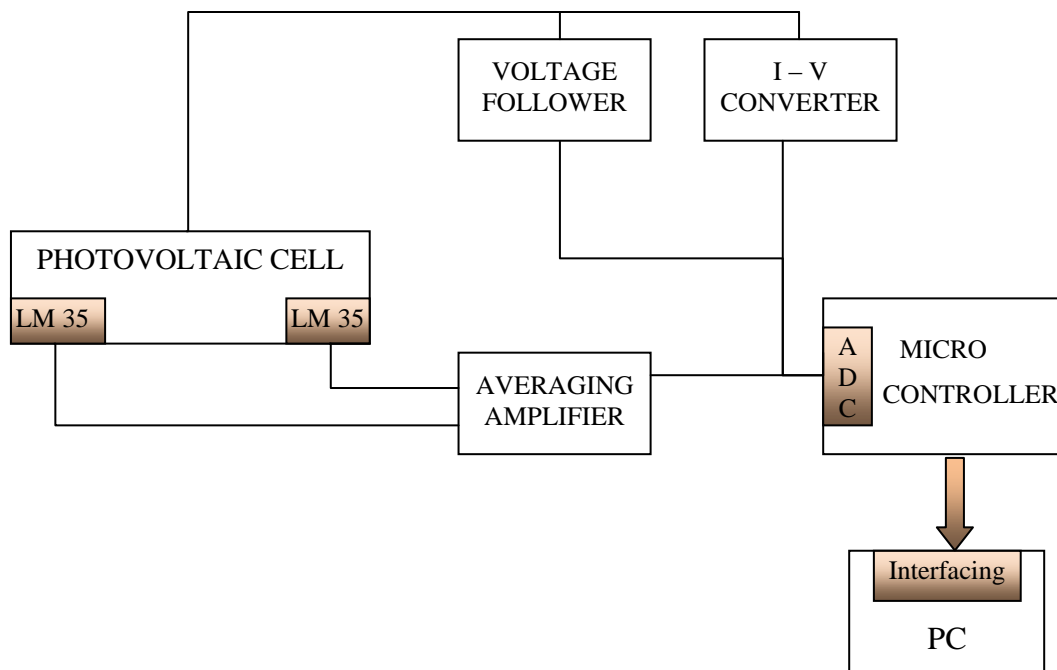 VOLTAGE
FOLLOWER
I – V
CONVERTER
PHOTOVOLTAIC CELL
LM 35
LM 35
AVERAGING
AMPLIFIER
A
D
C
MICRO
CONTROLLER
Interfacing
PC